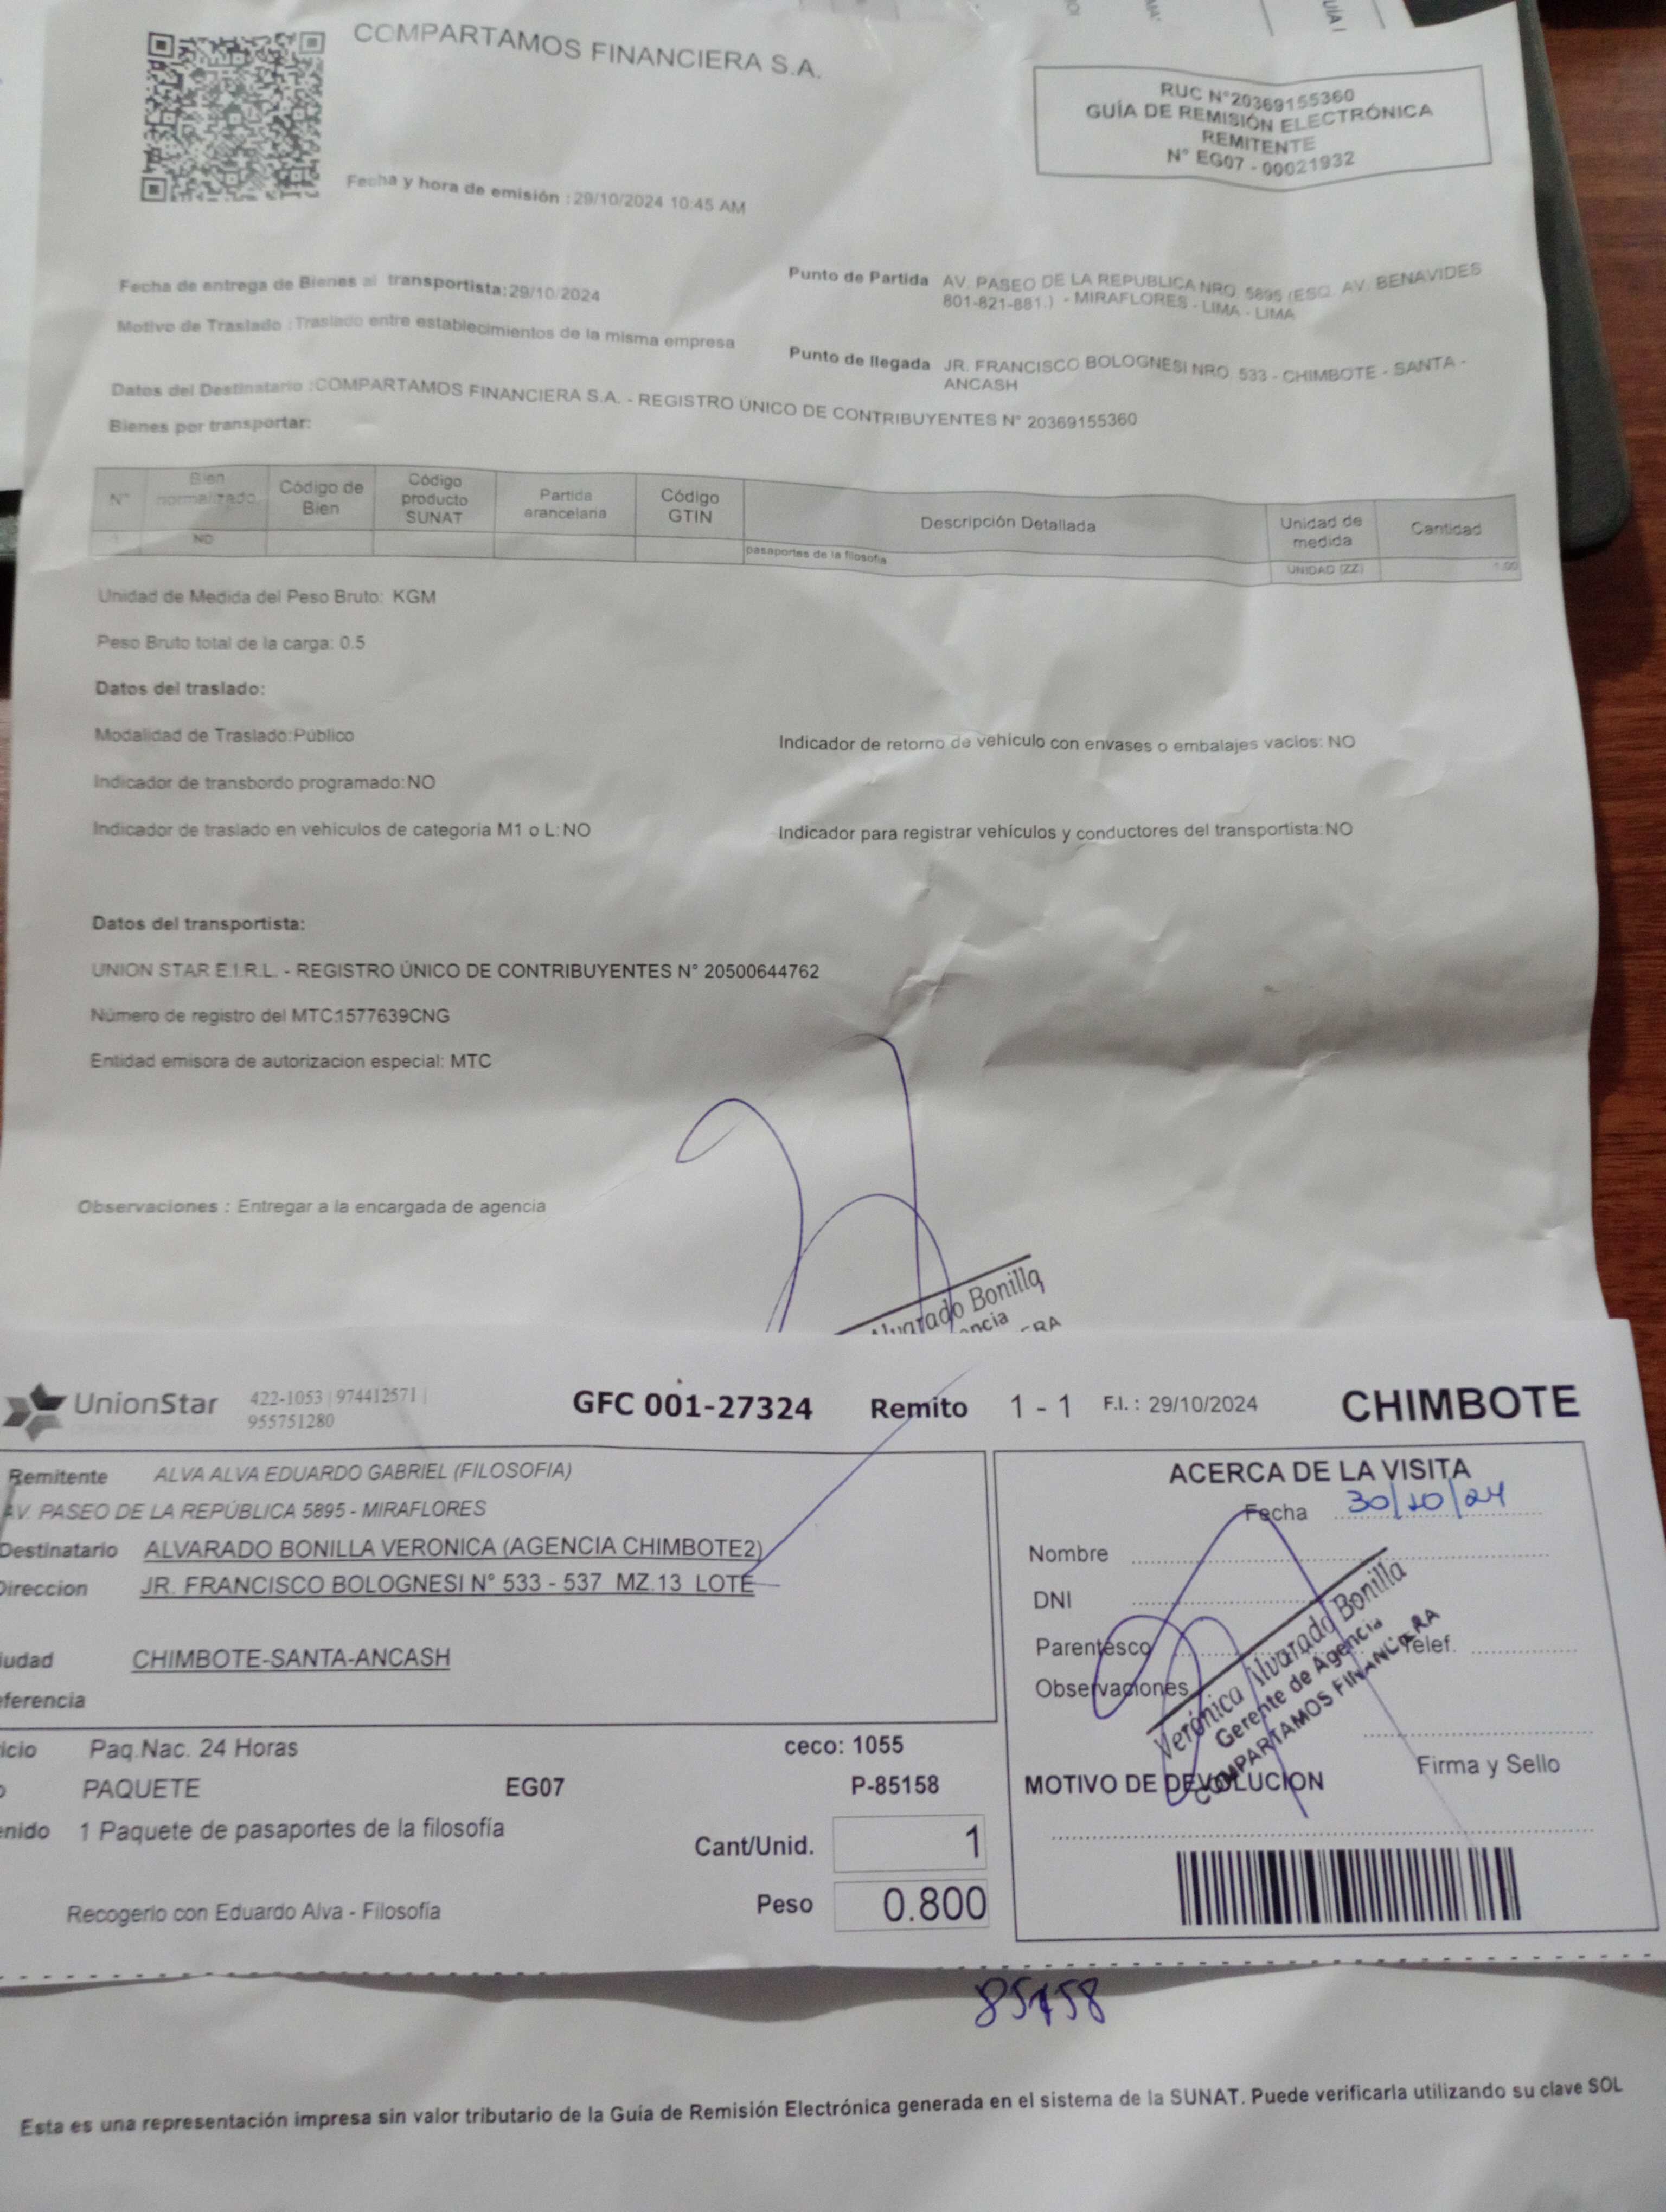 COMPARTAMOS FINANCIERA S.A.
RUC N°20369155360
GUÍA DE REMISIÓN ELECTRÓNICA
REMITENTE
N° EG07 - 00021932
Fecha y hora de emisión : 29/10/2024 10:45 AM
Fecha de entrega de Bienes al transportista: 29/10/2024
Punto de Partida AV. PASEO DE LA REPUBLICA NRO. 5895 (ESQ. AV. BENAVIDES
801-821-881.) - MIRAFLORES - LIMA - LIMA
Motivo de Traslado : Traslado entre establecimientos de la misma empresa
Punto de llegada JR. FRANCISCO BOLOGNESI NRO. 533 - CHIMBOTE - SANTA -
ANCASH
Datos del Destinatario : COMPARTAMOS FINANCIERA S.A. - REGISTRO ÚNICO DE CONTRIBUYENTES N° 20369155360
Bienes por transportar:
N° Bien normalizado Código de Bien Código producto SUNAT Partida arancelaria Código GTIN Descripción Detallada Unidad de medida Cantidad
1 NO pasaportes de la filosofia UNIDAD (ZZ) 1.00
Unidad de Medida del Peso Bruto: KGM
Peso Bruto total de la carga: 0.5
Datos del traslado:
Modalidad de Traslado: Público
Indicador de retorno de vehículo con envases o embalajes vacíos: NO
Indicador de transbordo programado: NO
Indicador de traslado en vehículos de categoría M1 o L: NO
Indicador para registrar vehículos y conductores del transportista: NO
Datos del transportista:
UNION STAR E.I.R.L. - REGISTRO ÚNICO DE CONTRIBUYENTES N° 20500644762
Número de registro del MTC:1577639CNG
Entidad emisora de autorizacion especial: MTC
Observaciones : Entregar a la encargada de agencia
Alvarado Bonilla
encia
ERA
UnionStar 422-1053 | 974412571 |
955751280
GFC 001-27324 Remito 1 - 1 F.I. : 29/10/2024 CHIMBOTE
Remitente ALVA ALVA EDUARDO GABRIEL (FILOSOFIA)
AV. PASEO DE LA REPÚBLICA 5895 - MIRAFLORES
Destinatario ALVARADO BONILLA VERONICA (AGENCIA CHIMBOTE2)
Direccion JR. FRANCISCO BOLOGNESI N° 533 - 537 MZ.13 LOTE
iudad CHIMBOTE-SANTA-ANCASH
eferencia
icio Paq.Nac. 24 Horas ceco: 1055
o PAQUETE EG07 P-85158
enido 1 Paquete de pasaportes de la filosofía
Cant/Unid. 1
Peso 0.800
Recogerlo con Eduardo Alva - Filosofía
ACERCA DE LA VISITA
Fecha 30/10/24
Nombre
DNI
Parentesco Telef.
Observaciones
Verónica Alvarado Bonilla
Gerente de Agencia
COMPARTAMOS FINANCIERA
Firma y Sello
MOTIVO DE DEVOLUCION
85158
Esta es una representación impresa sin valor tributario de la Guía de Remisión Electrónica generada en el sistema de la SUNAT. Puede verificarla utilizando su clave SOL